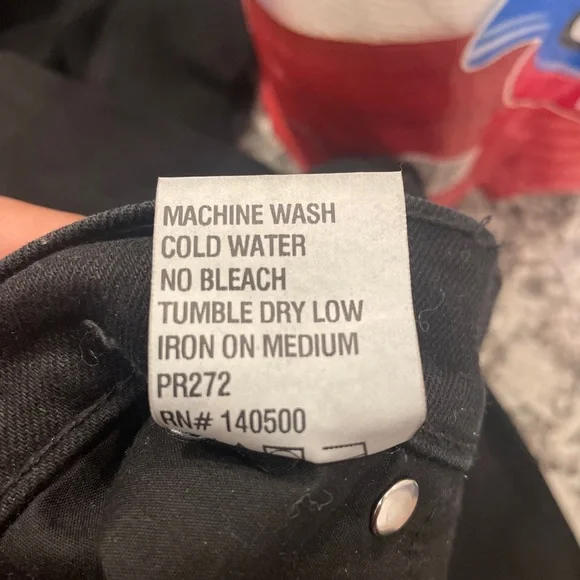 MACHINE WASH
COLD WATER
NO BLEACH
TUMBLE DRY LOW
IRON ON MEDIUM
PR272
RN# 140500